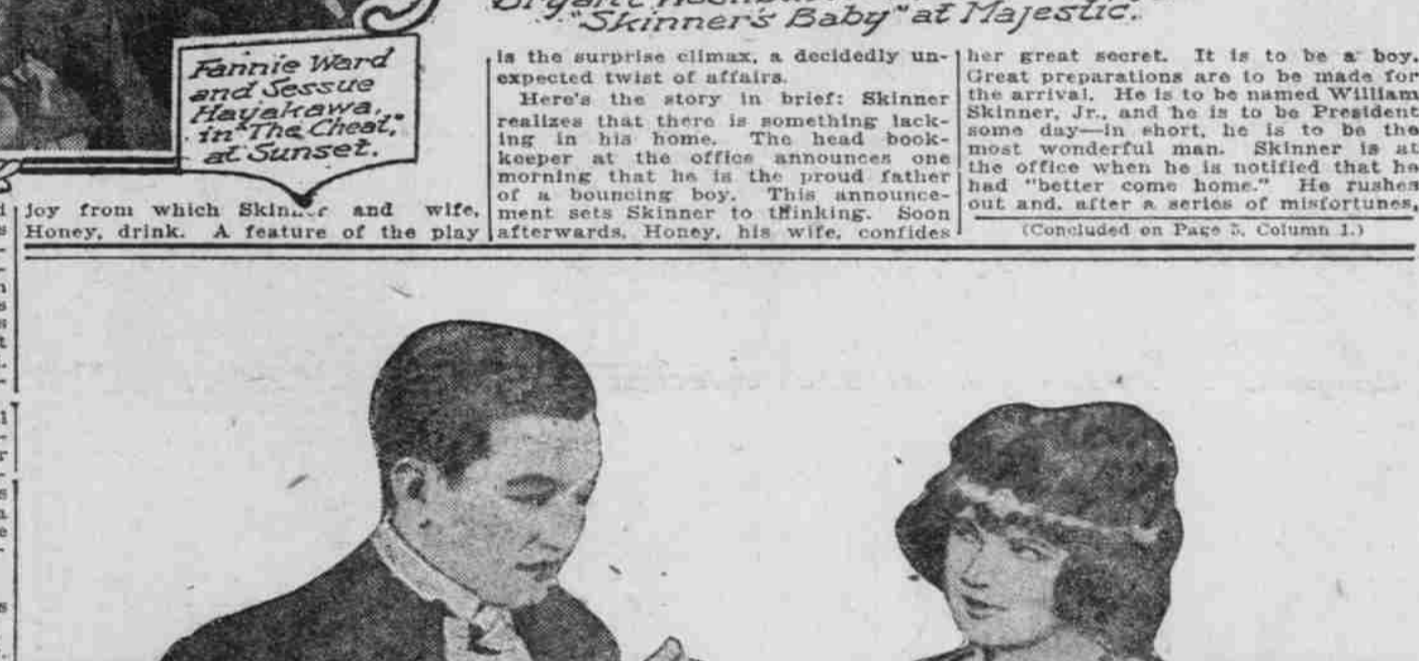 "Skinner's Baby" at Majestic.
Fannie Ward
and Sessue
Hayakawa,
in "The Cheat,"
at Sunset.
joy from which Skinner and wife,
Honey, drink. A feature of the play
is the surprise climax, a decidedly un-
expected twist of affairs.
Here's the story in brief: Skinner
realizes that there is something lack-
ing in his home. The head book-
keeper at the office announces one
morning that he is the proud father
of a bouncing boy. This announce-
ment sets Skinner to thinking. Soon
afterwards, Honey, his wife, confides
her great secret. It is to be a boy.
Great preparations are to be made for
the arrival. He is to be named William
Skinner, Jr., and he is to be President
some day—in short, he is to be the
most wonderful man. Skinner is at
the office when he is notified that he
had "better come home." He rushes
out and, after a series of misfortunes,
(Concluded on Page 5, Column 1.)